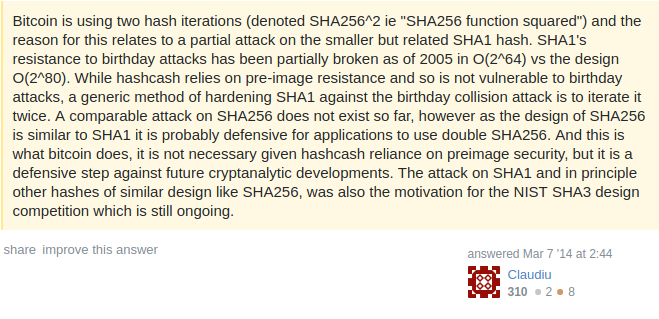 Bitcoin is using two hash iterations (denoted SHA256^2 ie "SHA256 function squared") and the
reason for this relates to a partial attack on the smaller but related SHA1 hash. SHA1's
resistance to birthday attacks has been partially broken as of 2005 in O(2^64) vs the design
O(2^80). While hashcash relies on pre-image resistance and so is not vulnerable to birthday
attacks, a generic method of hardening SHA1 against the birthday collision attack is to iterate it
twice. A comparable attack on SHA256 does not exist so far, however as the design of SHA256
is similar to SHA1 it is probably defensive for applications to use double SHA256. And this is
what bitcoin does, it is not necessary given hashcash reliance on preimage security, but it is a
defensive step against future cryptanalytic developments. The attack on SHA1 and in principle
other hashes of similar design like SHA256, was also the motivation for the NIST SHA3 design
competition which is still ongoing.
share improve this answer
answered Mar 7 '14 at 2:44
Claudiu
310 2 8